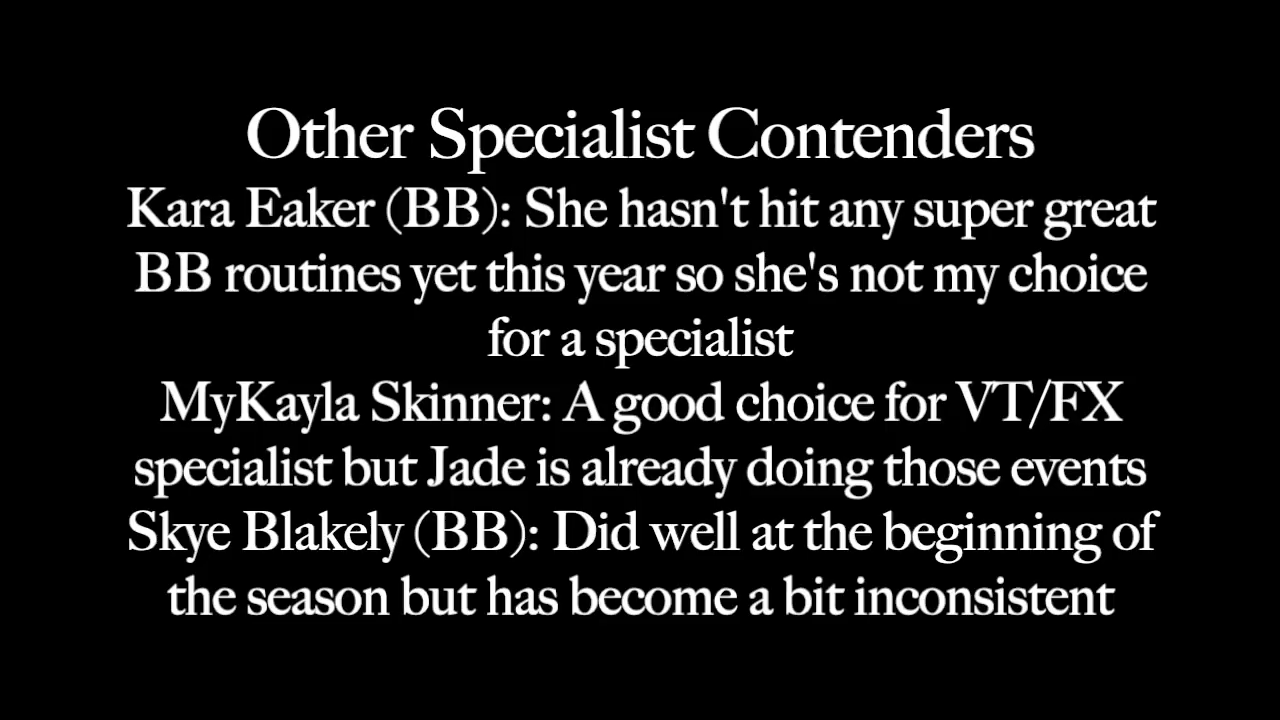 Other Specialist Contenders
Kara Eaker (BB): She hasn't hit any super great
BB routines yet this year so she's not my choice
for a specialist
MyKayla Skinner: A good choice for VT/FX
specialist but Jade is already doing those events
Skye Blakely (BB): Did well at the beginning of
the season but has become a bit inconsistent